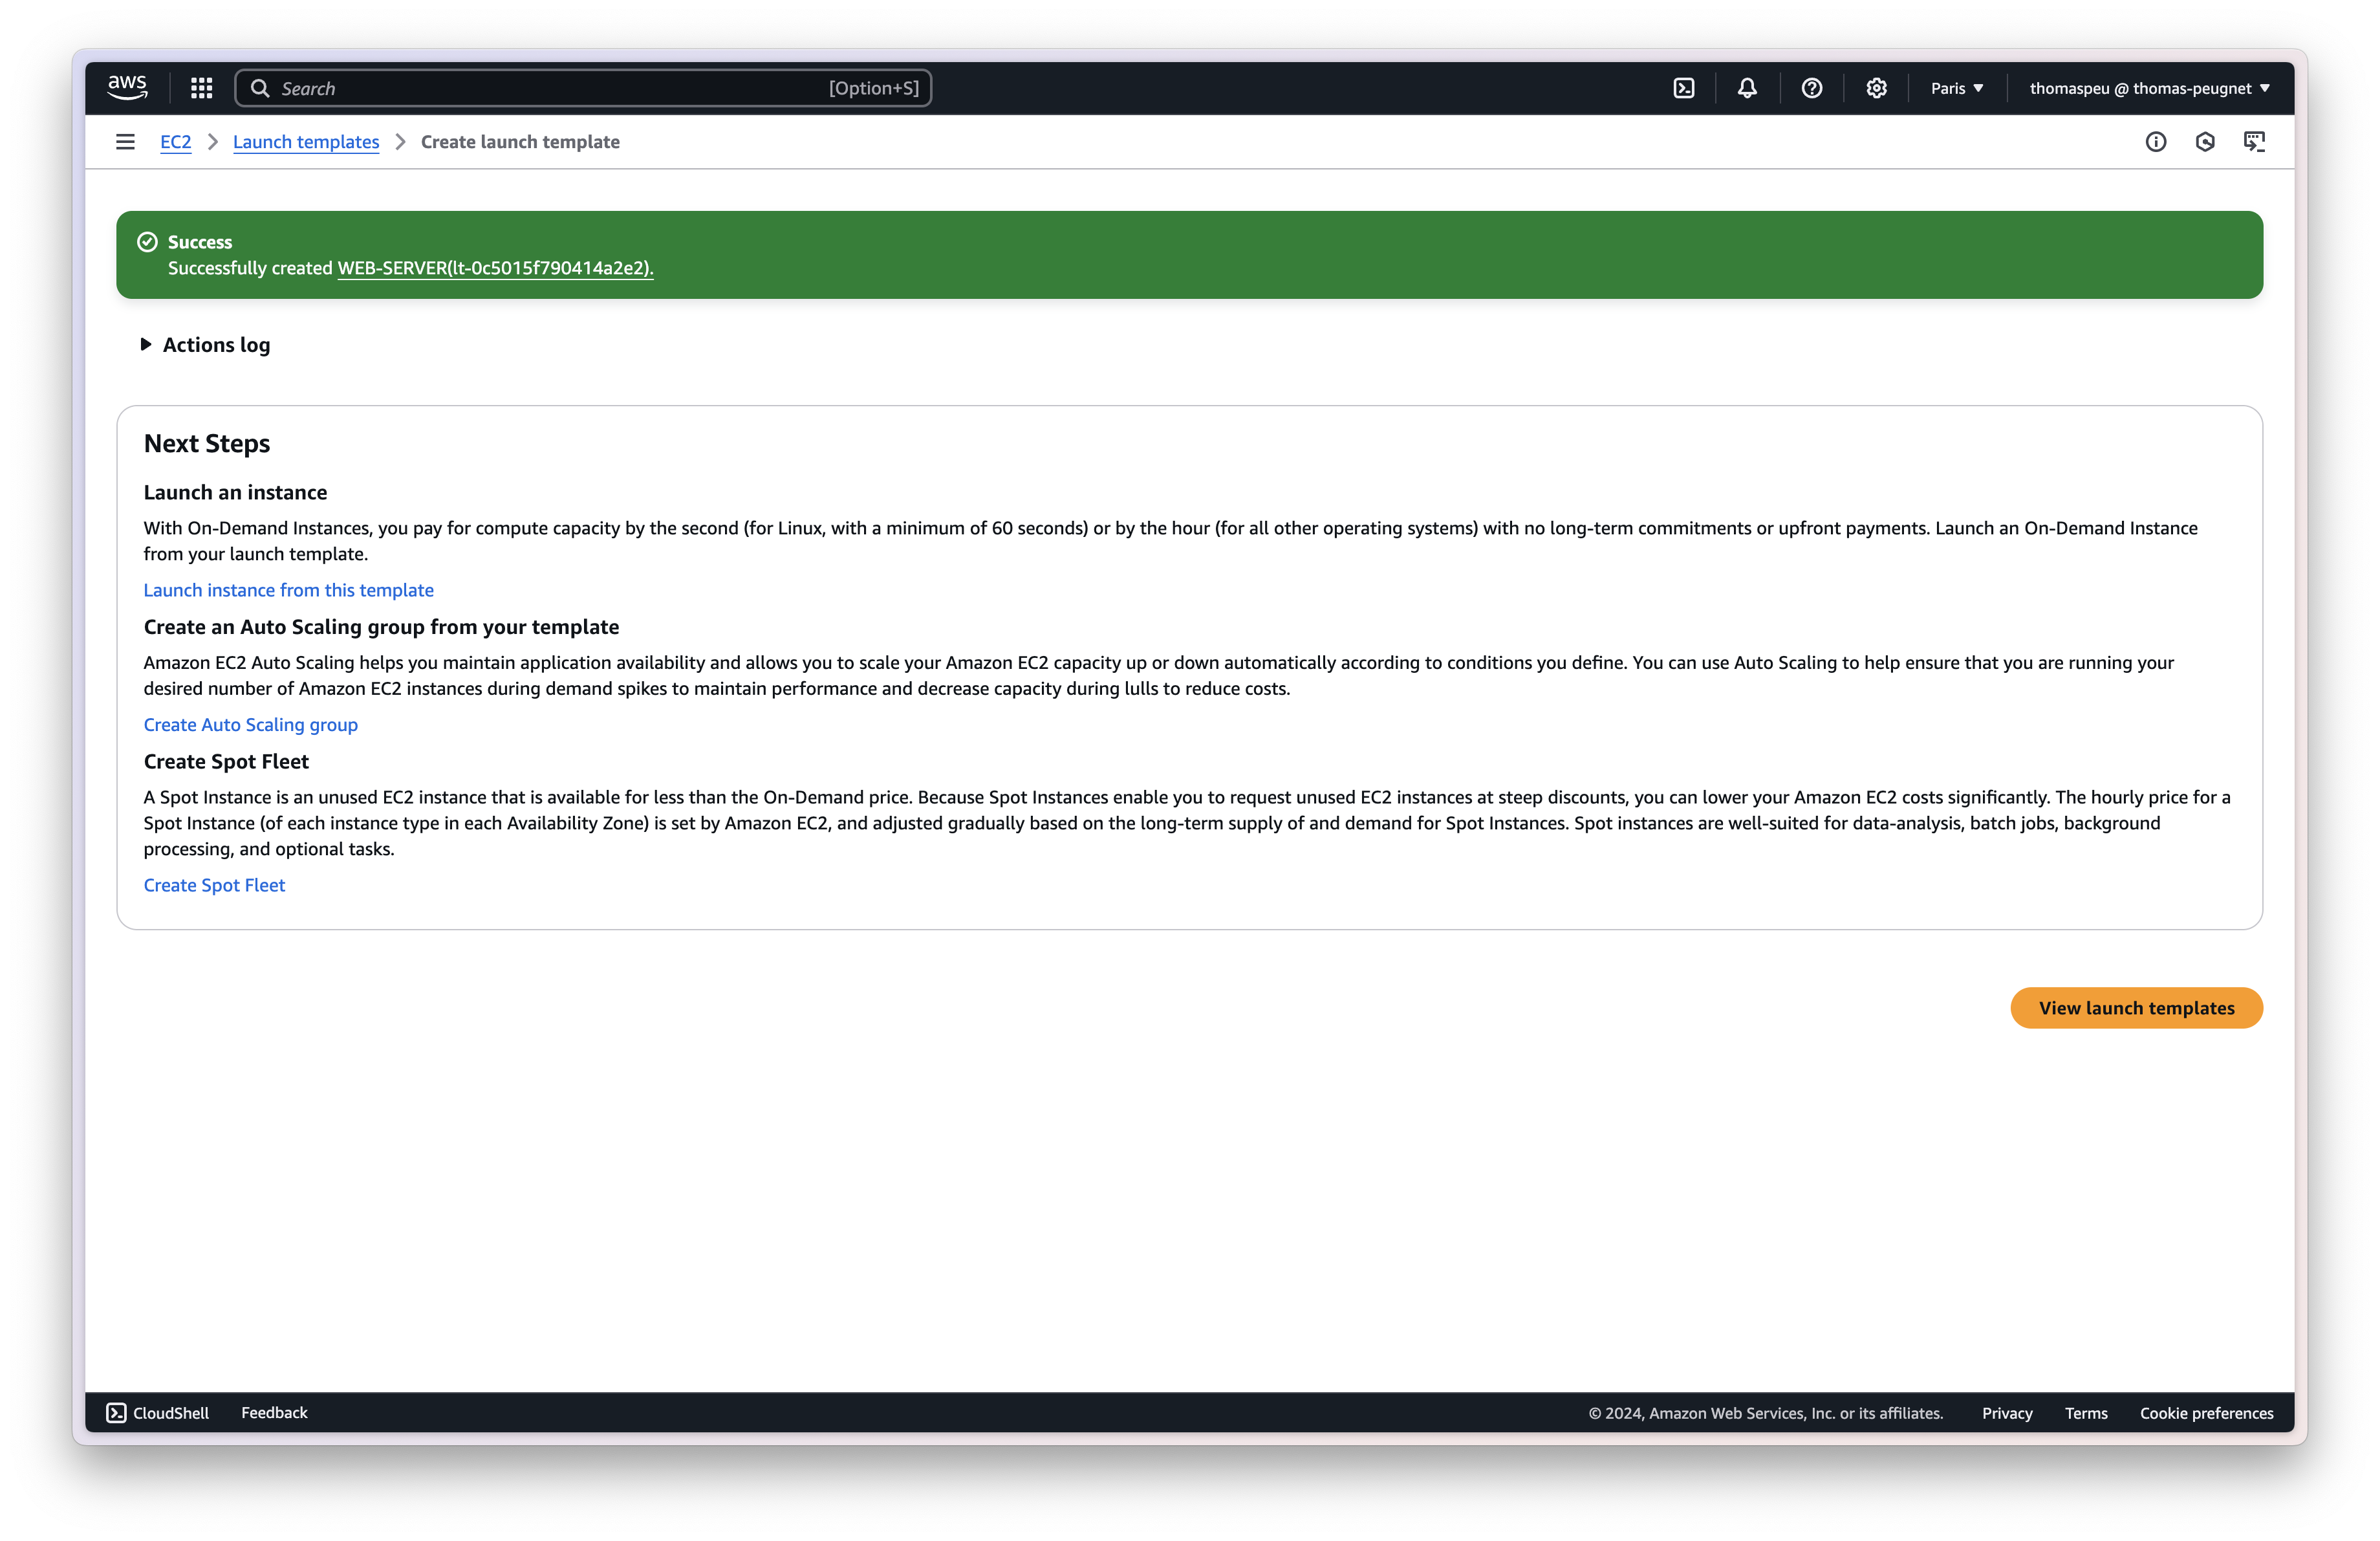 aws
Search [Option+S] Paris thomaspeu @ thomas-peugnet
EC2 Launch templates Create launch template
Success
Successfully created WEB-SERVER(lt-0c5015f790414a2e2).
Actions log
Next Steps
Launch an instance
With On-Demand Instances, you pay for compute capacity by the second (for Linux, with a minimum of 60 seconds) or by the hour (for all other operating systems) with no long-term commitments or upfront payments. Launch an On-Demand Instance
from your launch template.
Launch instance from this template
Create an Auto Scaling group from your template
Amazon EC2 Auto Scaling helps you maintain application availability and allows you to scale your Amazon EC2 capacity up or down automatically according to conditions you define. You can use Auto Scaling to help ensure that you are running your
desired number of Amazon EC2 instances during demand spikes to maintain performance and decrease capacity during lulls to reduce costs.
Create Auto Scaling group
Create Spot Fleet
A Spot Instance is an unused EC2 instance that is available for less than the On-Demand price. Because Spot Instances enable you to request unused EC2 instances at steep discounts, you can lower your Amazon EC2 costs significantly. The hourly price for a
Spot Instance (of each instance type in each Availability Zone) is set by Amazon EC2, and adjusted gradually based on the long-term supply of and demand for Spot Instances. Spot instances are well-suited for data-analysis, batch jobs, background
processing, and optional tasks.
Create Spot Fleet
View launch templates
CloudShell Feedback © 2024, Amazon Web Services, Inc. or its affiliates. Privacy Terms Cookie preferences